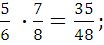 5/6 · 7/8 = 35/48;